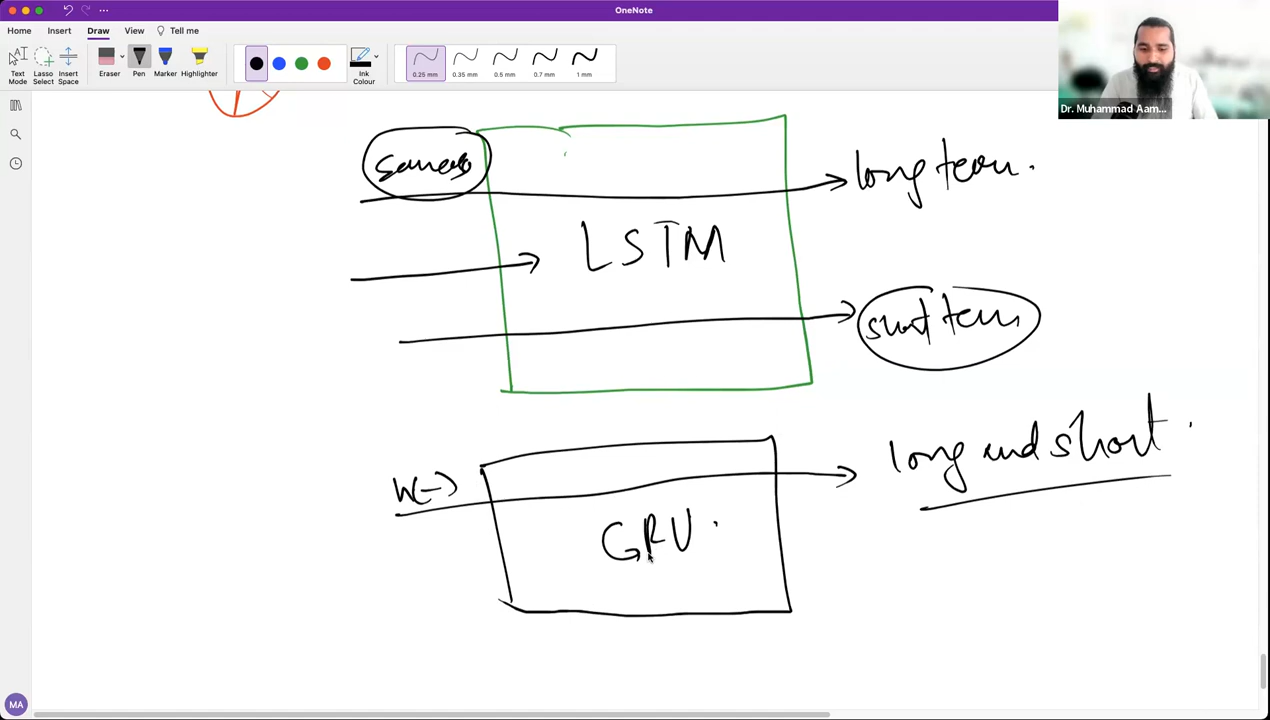 OneNote
Home Insert Draw View Tell me
Text Mode Lasso Select Insert Space Eraser Pen Marker Highlighter 0.25 mm 0.35 mm 0.5 mm 0.7 mm 1 mm Ink Colour
Dr. Muhammad Aam...
long term.
LSTM
short term
long and short.
GRU
MA